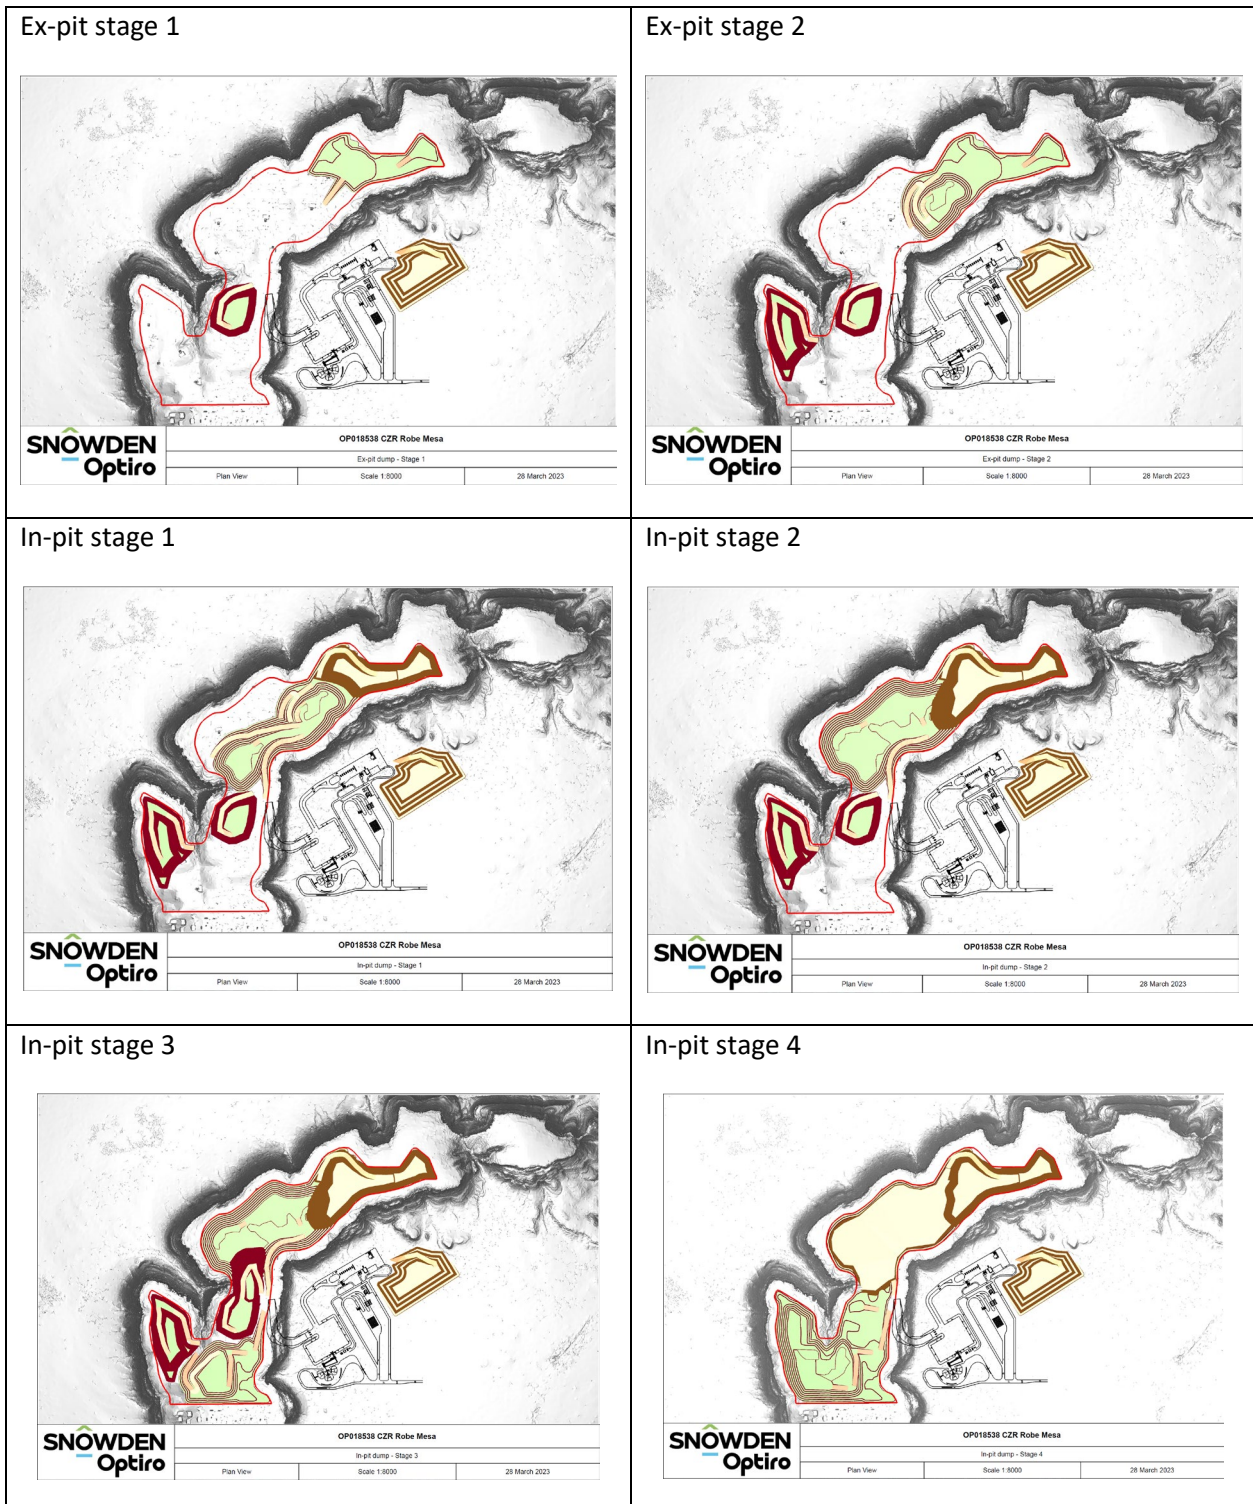 Ex-pit stage 1
Ex-pit stage 2
SNOWDEN
Optiro
OP018538 CZR Robe Mesa
Ex-pit dump - Stage 1
Plan View
Scale 1:8000
28 March 2023
SNOWDEN
Optiro
OP018538 CZR Robe Mesa
Ex-pit dump - Stage 2
Plan View
Scale 1:8000
28 March 2023
In-pit stage 1
In-pit stage 2
SNOWDEN
Optiro
OP018538 CZR Robe Mesa
In-pit dump - Stage 1
Plan View
Scale 1:8000
28 March 2023
SNOWDEN
Optiro
OP018538 CZR Robe Mesa
In-pit dump - Stage 2
Plan View
Scale 1:8000
28 March 2023
In-pit stage 3
In-pit stage 4
SNOWDEN
Optiro
OP018538 CZR Robe Mesa
In-pit dump - Stage 3
Plan View
Scale 1:8000
28 March 2023
SNOWDEN
Optiro
OP018538 CZR Robe Mesa
In-pit dump - Stage 4
Plan View
Scale 1:8000
28 March 2023